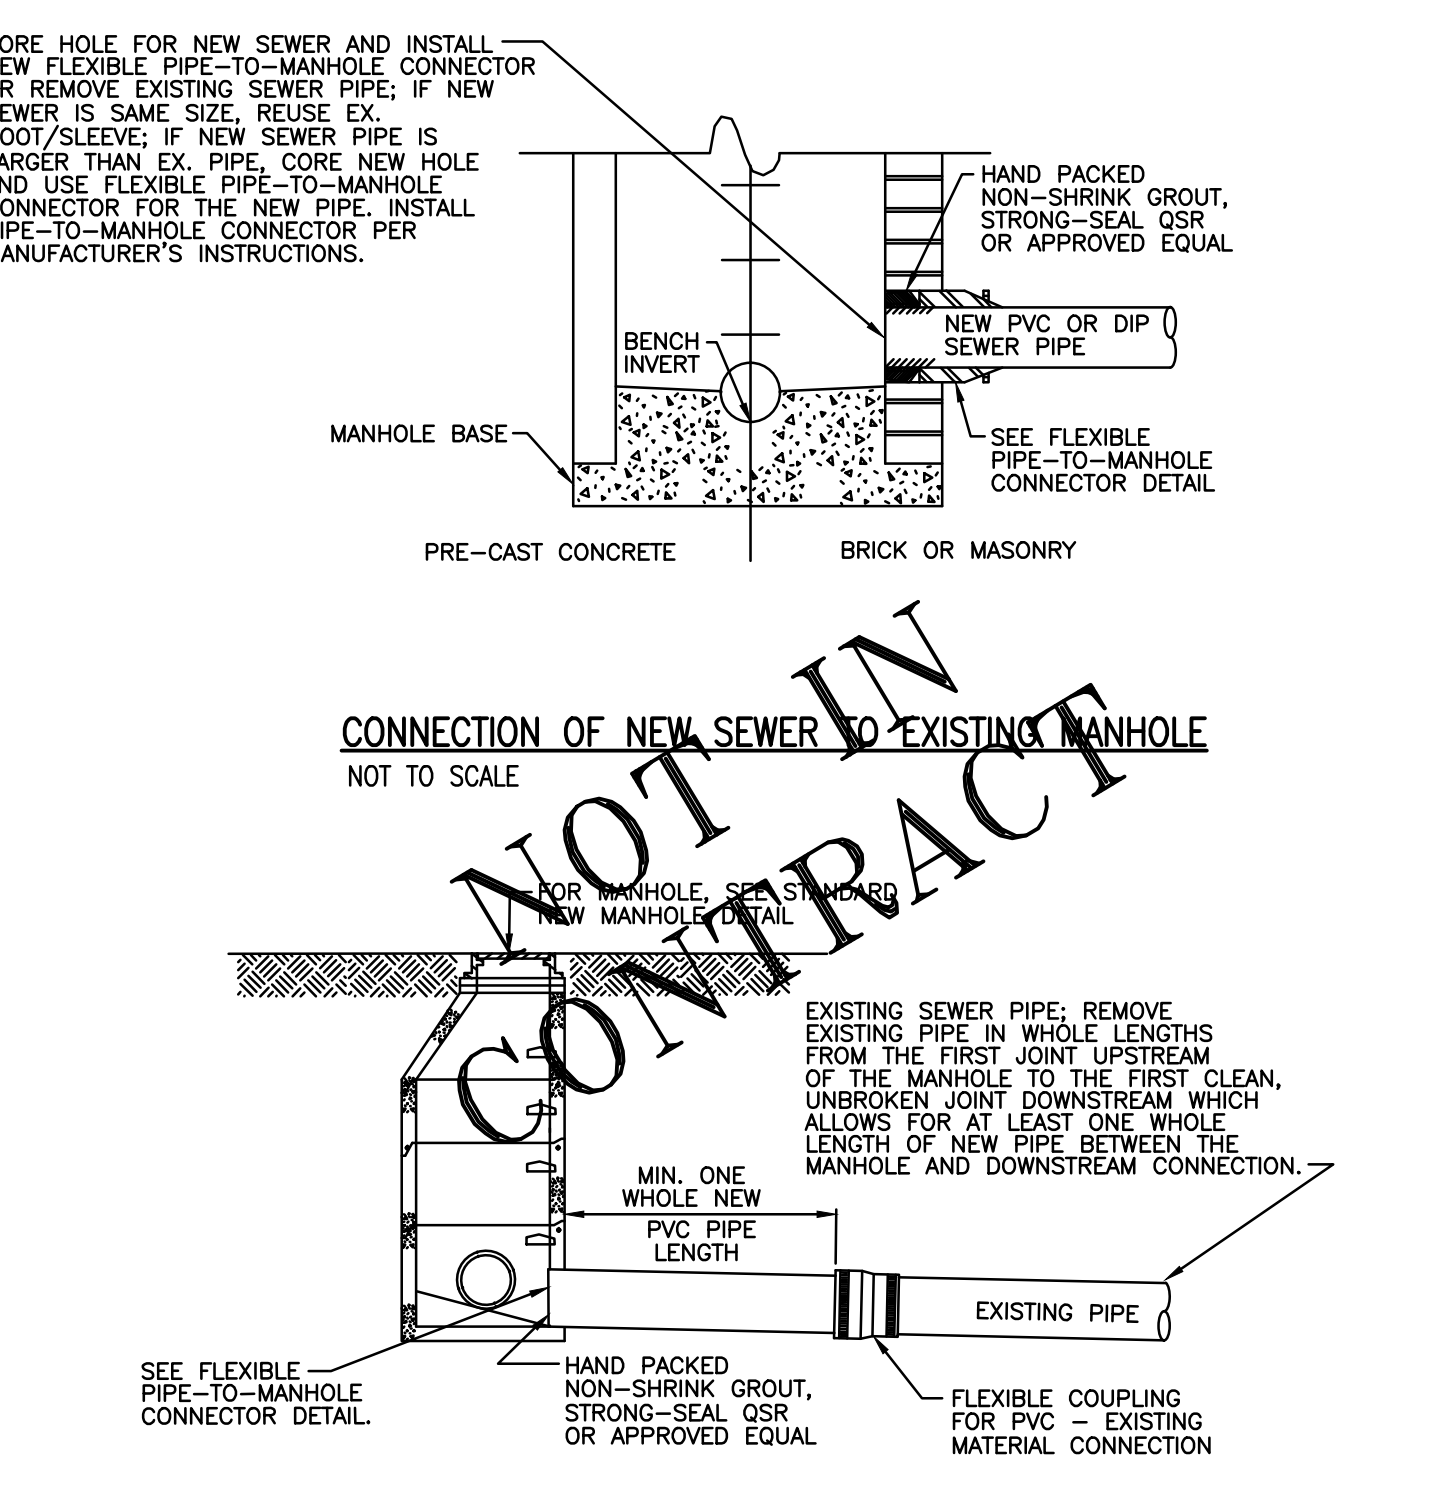 ORE HOLE FOR NEW SEWER AND INSTALL
EW FLEXIBLE PIPE-TO-MANHOLE CONNECTOR
R REMOVE EXISTING SEWER PIPE; IF NEW
EWER IS SAME SIZE, REUSE EX.
OOT/SLEEVE; IF NEW SEWER PIPE IS
ARGER THAN EX. PIPE, CORE NEW HOLE
ND USE FLEXIBLE PIPE-TO-MANHOLE
ONNECTOR FOR THE NEW PIPE. INSTALL
IPE-TO-MANHOLE CONNECTOR PER
ANUFACTURER'S INSTRUCTIONS.
HAND PACKED
NON-SHRINK GROUT,
STRONG-SEAL QSR
OR APPROVED EQUAL
NEW PVC OR DIP
SEWER PIPE
BENCH
INVERT
MANHOLE BASE
SEE FLEXIBLE
PIPE-TO-MANHOLE
CONNECTOR DETAIL
PRE-CAST CONCRETE
BRICK OR MASONRY
CONNECTION OF NEW SEWER TO EXISTING MANHOLE
NOT TO SCALE
NOT IN
CONTRACT
FOR MANHOLE, SEE STANDARD
NEW MANHOLE DETAIL
EXISTING SEWER PIPE; REMOVE
EXISTING PIPE IN WHOLE LENGTHS
FROM THE FIRST JOINT UPSTREAM
OF THE MANHOLE TO THE FIRST CLEAN,
UNBROKEN JOINT DOWNSTREAM WHICH
ALLOWS FOR AT LEAST ONE WHOLE
LENGTH OF NEW PIPE BETWEEN THE
MANHOLE AND DOWNSTREAM CONNECTION.
MIN. ONE
WHOLE NEW
PVC PIPE
LENGTH
EXISTING PIPE
SEE FLEXIBLE
PIPE-TO-MANHOLE
CONNECTOR DETAIL.
HAND PACKED
NON-SHRINK GROUT,
STRONG-SEAL QSR
OR APPROVED EQUAL
FLEXIBLE COUPLING
FOR PVC - EXISTING
MATERIAL CONNECTION